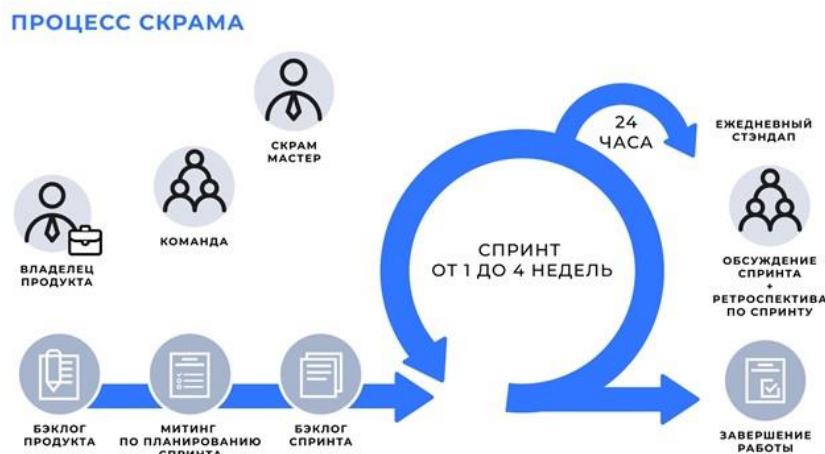 ПРОЦЕСС СКРАМА
СКРАМ
МАСТЕР
КОМАНДА
ВЛАДЕЛЕЦ
ПРОДУКТА
24
ЧАСА
ЕЖЕДНЕВНЫЙ
СТЭНДАП
СПРИНТ
ОТ 1 ДО 4 НЕДЕЛЬ
ОБСУЖДЕНИЕ
СПРИНТА
+
РЕТРОСПЕКТИВА
ПО СПРИНТУ
БЭКЛОГ
ПРОДУКТА
МИТИНГ
ПО ПЛАНИРОВАНИЮ
СПРИНТА
БЭКЛОГ
СПРИНТА
ЗАВЕРШЕНИЕ
РАБОТЫ